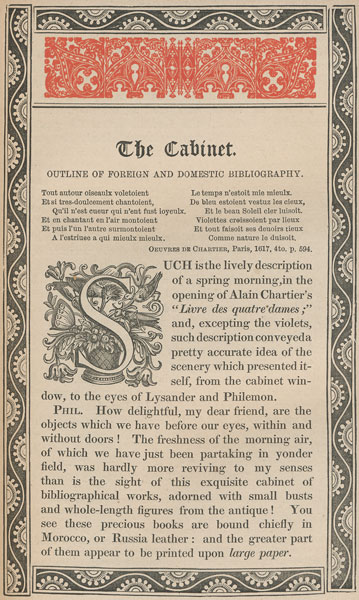 The Cabinet.
OUTLINE OF FOREIGN AND DOMESTIC BIBLIOGRAPHY.
Tout autour oiseaulx voletoient
Et si tres-doulcement chantoient,
Qu'il n'est cueur qui n'ent fust ioyeulx.
Et en chantant en l'air montoient
Et puis l'un l'antre surmontoient
A l'estriuee a qui mieulx mieulx.
Le temps n'estoit mie mieulx.
De bleu estoient vestuz les cieux,
Et le beau Soleil cler luisoit.
Violettes croissoient par lieux
Et tout faisoit ses deuoirs tieux
Comme nature le duisoit.
OEUVRES DE CHARTIER, Paris, 1617, 4to, p. 594.
SUCH is the lively description
of a spring morning, in the
opening of Alain Chartier's
"Livre des quatre dames;"
and, excepting the violets,
such description conveyed a
pretty accurate idea of the
scenery which presented it-
self, from the cabinet win-
dow, to the eyes of Lysander and Philemon.
PHIL. How delightful, my dear friend, are the
objects which we have before our eyes, within and
without doors! The freshness of the morning air,
of which we have just been partaking in yonder
field, was hardly more reviving to my senses
than is the sight of this exquisite cabinet of
bibliographical works, adorned with small busts
and whole-length figures from the antique! You
see these precious books are bound chiefly in
Morocco, or Russia leather: and the greater part
of them appear to be printed upon large paper.